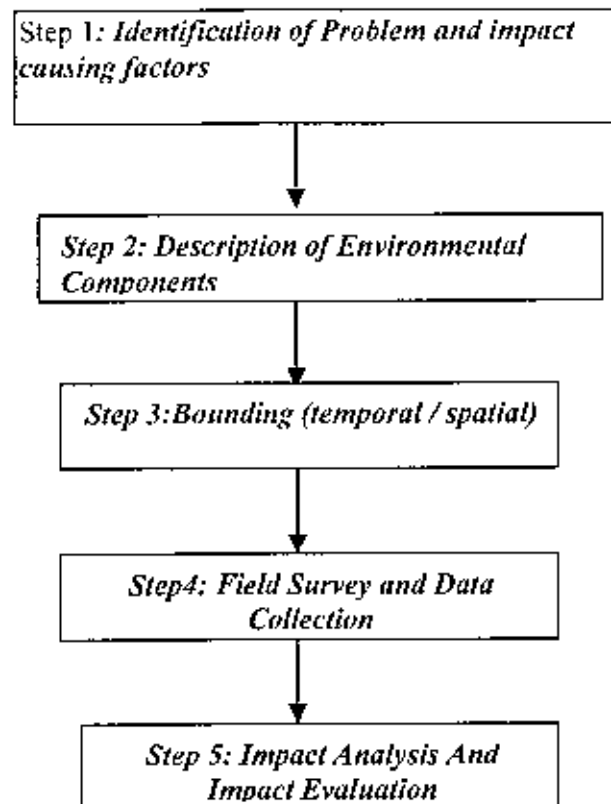 Step 1: Identification of Problem and impact
causing factors
Step 2: Description of Environmental
Components
Step 3:Bounding (temporal / spatial)
Step4: Field Survey and Data
Collection
Step 5: Impact Analysis And
Impact Evaluation